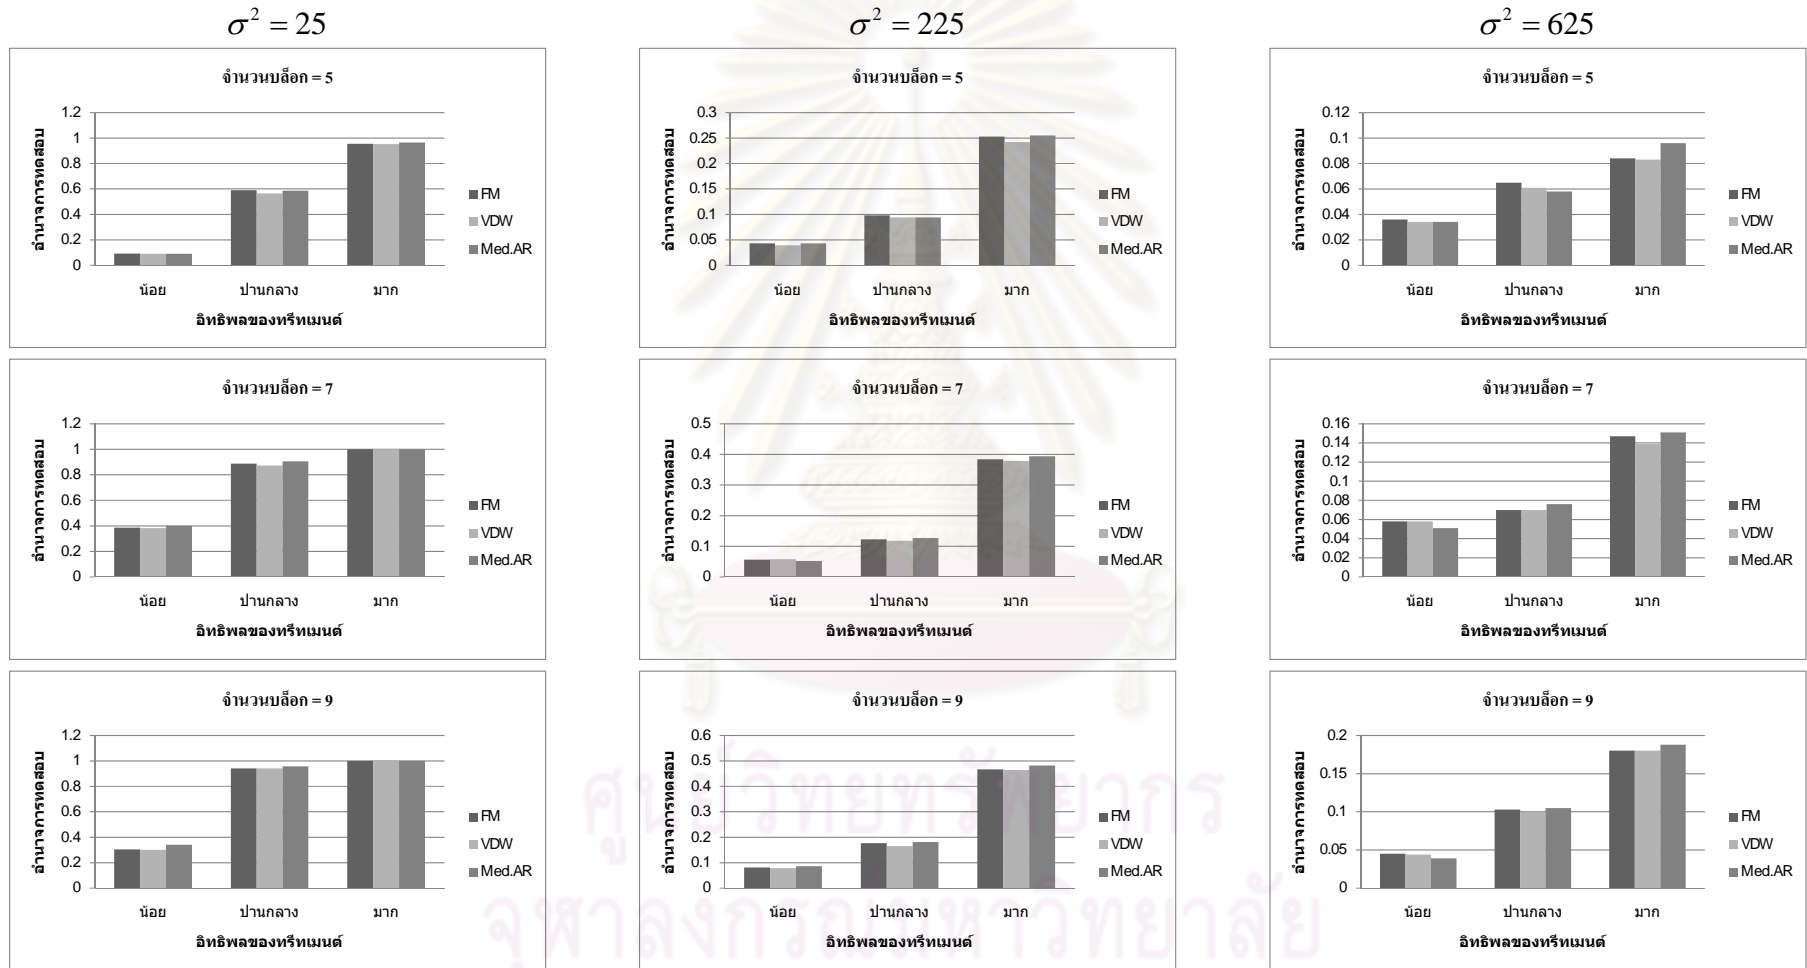 σ² = 25
σ² = 225
σ² = 625
จำนวนบล็อก = 5
อำนาจการทดสอบ
1.2
1
0.8
0.6
0.4
0.2
0
น้อย ปานกลาง มาก
อิทธิพลของทรีทเมนต์
FM
VDW
Med.AR
จำนวนบล็อก = 5
อำนาจการทดสอบ
0.3
0.25
0.2
0.15
0.1
0.05
0
น้อย ปานกลาง มาก
อิทธิพลของทรีทเมนต์
FM
VDW
Med.AR
จำนวนบล็อก = 5
อำนาจการทดสอบ
0.12
0.1
0.08
0.06
0.04
0.02
0
น้อย ปานกลาง มาก
อิทธิพลของทรีทเมนต์
FM
VDW
Med.AR
จำนวนบล็อก = 7
อำนาจการทดสอบ
1.2
1
0.8
0.6
0.4
0.2
0
น้อย ปานกลาง มาก
อิทธิพลของทรีทเมนต์
FM
VDW
Med.AR
จำนวนบล็อก = 7
อำนาจการทดสอบ
0.5
0.4
0.3
0.2
0.1
0
น้อย ปานกลาง มาก
อิทธิพลของทรีทเมนต์
FM
VDW
Med.AR
จำนวนบล็อก = 7
อำนาจการทดสอบ
0.16
0.14
0.12
0.1
0.08
0.06
0.04
0.02
0
น้อย ปานกลาง มาก
อิทธิพลของทรีทเมนต์
FM
VDW
Med.AR
จำนวนบล็อก = 9
อำนาจการทดสอบ
1.2
1
0.8
0.6
0.4
0.2
0
น้อย ปานกลาง มาก
อิทธิพลของทรีทเมนต์
FM
VDW
Med.AR
จำนวนบล็อก = 9
อำนาจการทดสอบ
0.6
0.5
0.4
0.3
0.2
0.1
0
น้อย ปานกลาง มาก
อิทธิพลของทรีทเมนต์
FM
VDW
Med.AR
จำนวนบล็อก = 9
อำนาจการทดสอบ
0.2
0.15
0.1
0.05
0
น้อย ปานกลาง มาก
อิทธิพลของทรีทเมนต์
FM
VDW
Med.AR
ศูนย์วิทยทรัพยากร
จุฬาลงกรณ์มหาวิทยาลัย